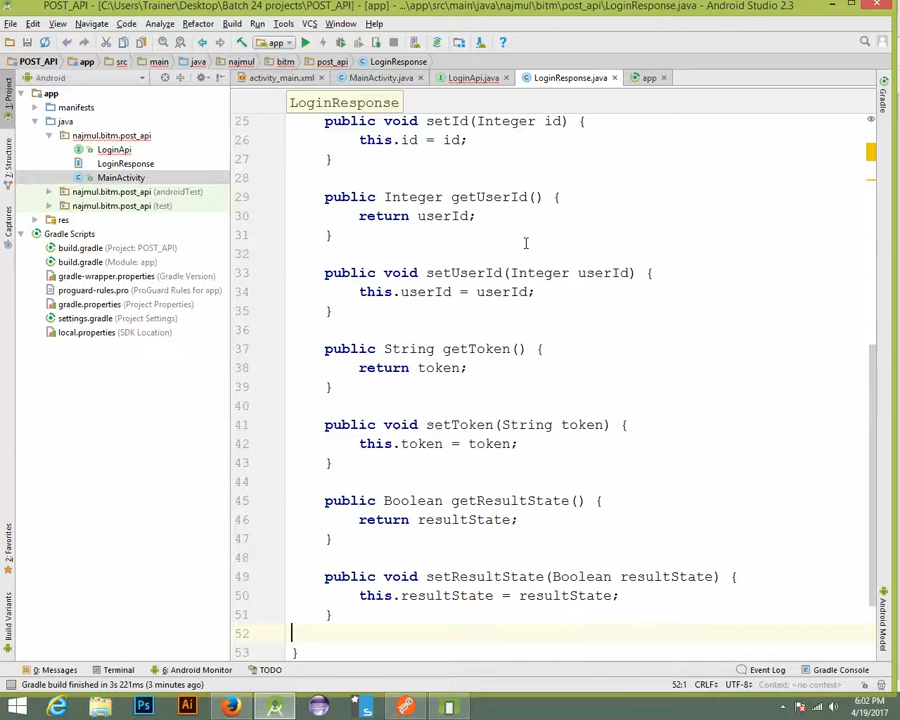 POST_API - [C:\Users\Trainer\Desktop\Batch 24 projects\POST_API] - [app] - ...\app\src\main\java\najmul\bitm\post_api\LoginResponse.java - Android Studio 2.3
File Edit View Navigate Code Analyze Refactor Build Run Tools VCS Window Help
app
POST_API app src main java najmul bitm post_api LoginResponse
Android
activity_main.xml MainActivity.java LoginApi.java LoginResponse.java app
LoginResponse
1: Project
7: Structure
Captures
2: Favorites
Build Variants
Gradle
Android Model
app
manifests
java
najmul.bitm.post_api
LoginApi
LoginResponse
MainActivity
najmul.bitm.post_api (androidTest)
najmul.bitm.post_api (test)
res
Gradle Scripts
build.gradle (Project: POST_API)
build.gradle (Module: app)
gradle-wrapper.properties (Gradle Version)
proguard-rules.pro (ProGuard Rules for app)
gradle.properties (Project Properties)
settings.gradle (Project Settings)
local.properties (SDK Location)
25 public void setId(Integer id) {
26 this.id = id;
27 }
28
29 public Integer getUserId() {
30 return userId;
31 }
32
33 public void setUserId(Integer userId) {
34 this.userId = userId;
35 }
36
37 public String getToken() {
38 return token;
39 }
40
41 public void setToken(String token) {
42 this.token = token;
43 }
44
45 public Boolean getResultState() {
46 return resultState;
47 }
48
49 public void setResultState(Boolean resultState) {
50 this.resultState = resultState;
51 }
52
53 }
0: Messages Terminal 6: Android Monitor TODO Event Log Gradle Console
Gradle build finished in 3s 221ms (3 minutes ago) 52:1 CRLF÷ UTF-8÷ Context: <no context>
Ps Ai
6:02 PM
4/19/2017